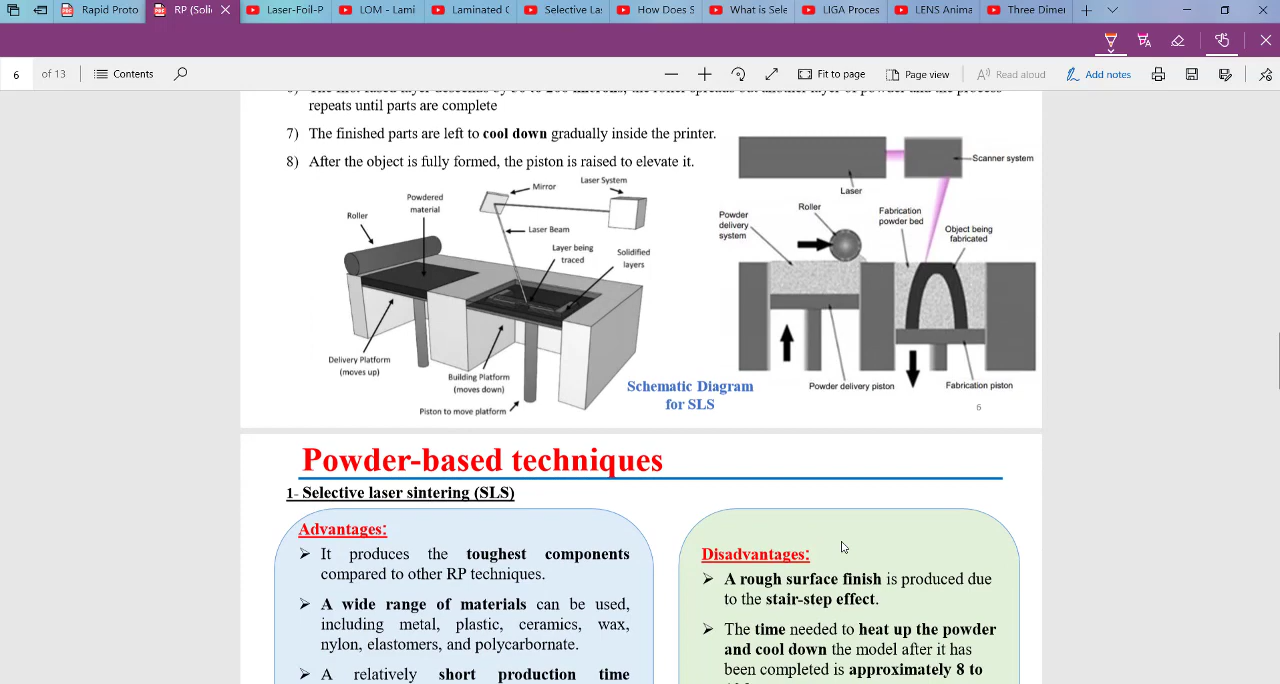 Rapid Proto
RP (Soli
Laser-Foil-P
LOM - Lami
Laminated C
Selective La
How Does S
What is Sele
LIGA Proces
LENS Anima
Three Dimen
6 of 13
Contents
Fit to page
Page view
Read aloud
Add notes
repeats until parts are complete
7) The finished parts are left to cool down gradually inside the printer.
8) After the object is fully formed, the piston is raised to elevate it.
Roller
Powdered
material
Mirror
Laser System
Laser Beam
Layer being
traced
Solidified
layers
Delivery Platform
(moves up)
Building Platform
(moves down)
Piston to move platform
Schematic Diagram
for SLS
Scanner system
Laser
Powder
delivery
system
Roller
Fabrication
powder bed
Object being
fabricated
Powder delivery piston
Fabrication piston
6
Powder-based techniques
1- Selective laser sintering (SLS)
Advantages:
➢ It produces the toughest components
compared to other RP techniques.
➢ A wide range of materials can be used,
including metal, plastic, ceramics, wax,
nylon, elastomers, and polycarbornate.
➢ A relatively short production time
Disadvantages:
➢ A rough surface finish is produced due
to the stair-step effect.
➢ The time needed to heat up the powder
and cool down the model after it has
been completed is approximately 8 to